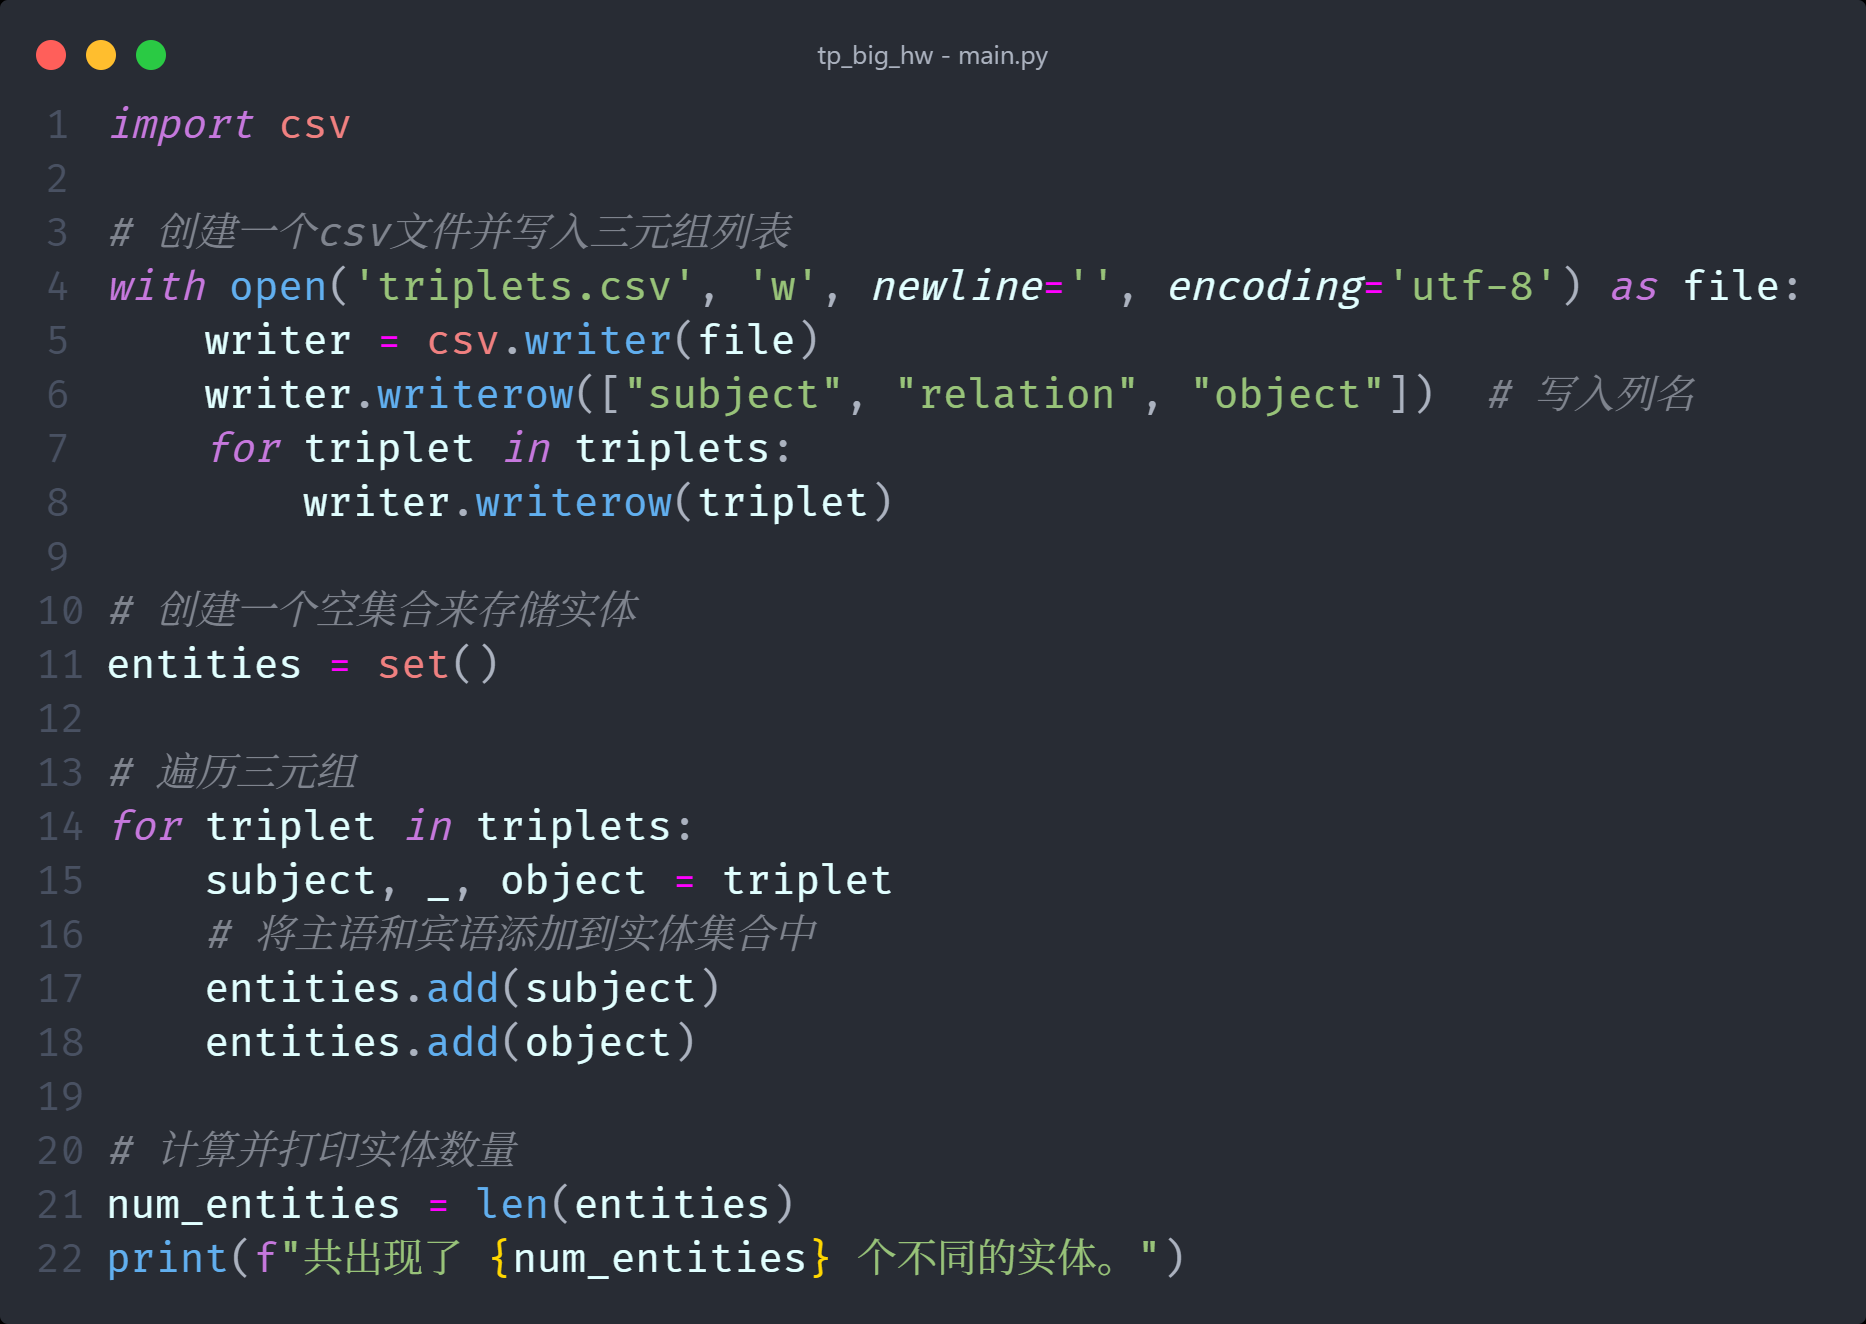 tp_big_hw - main.py
1 import csv
2
3 # 创建一个csv文件并写入三元组列表
4 with open('triplets.csv', 'w', newline='', encoding='utf-8') as file:
5     writer = csv.writer(file)
6     writer.writerow(["subject", "relation", "object"])  # 写入列名
7     for triplet in triplets:
8         writer.writerow(triplet)
9
10 # 创建一个空集合来存储实体
11 entities = set()
12
13 # 遍历三元组
14 for triplet in triplets:
15     subject, _, object = triplet
16     # 将主语和宾语添加到实体集合中
17     entities.add(subject)
18     entities.add(object)
19
20 # 计算并打印实体数量
21 num_entities = len(entities)
22 print(f"共出现了 {num_entities} 个不同的实体。")